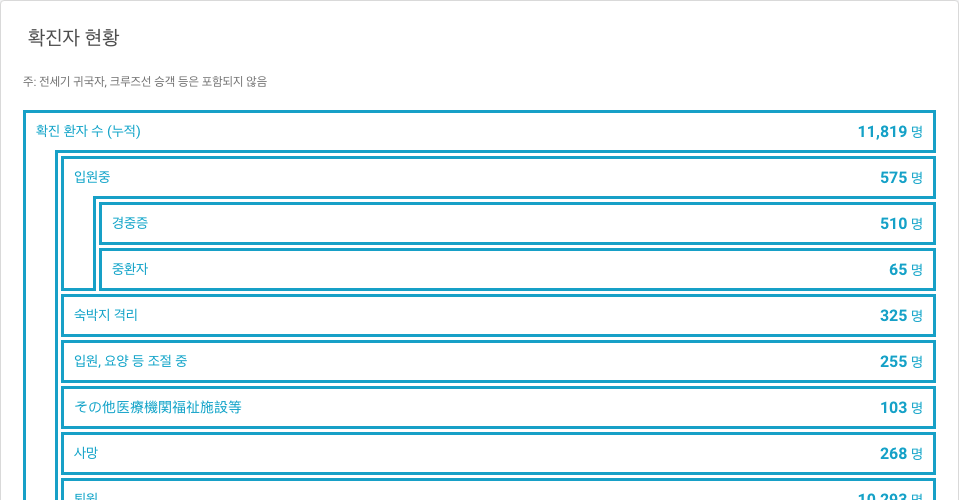 확진자 현황
주: 전세기 귀국자, 크루즈선 승객 등은 포함되지 않음
확진 환자 수 (누적) 11,819 명
입원중 575 명
경중증 510 명
중환자 65 명
숙박지 격리 325 명
입원, 요양 등 조절 중 255 명
その他医療機関福祉施設等 103 명
사망 268 명
퇴원 10,293 명